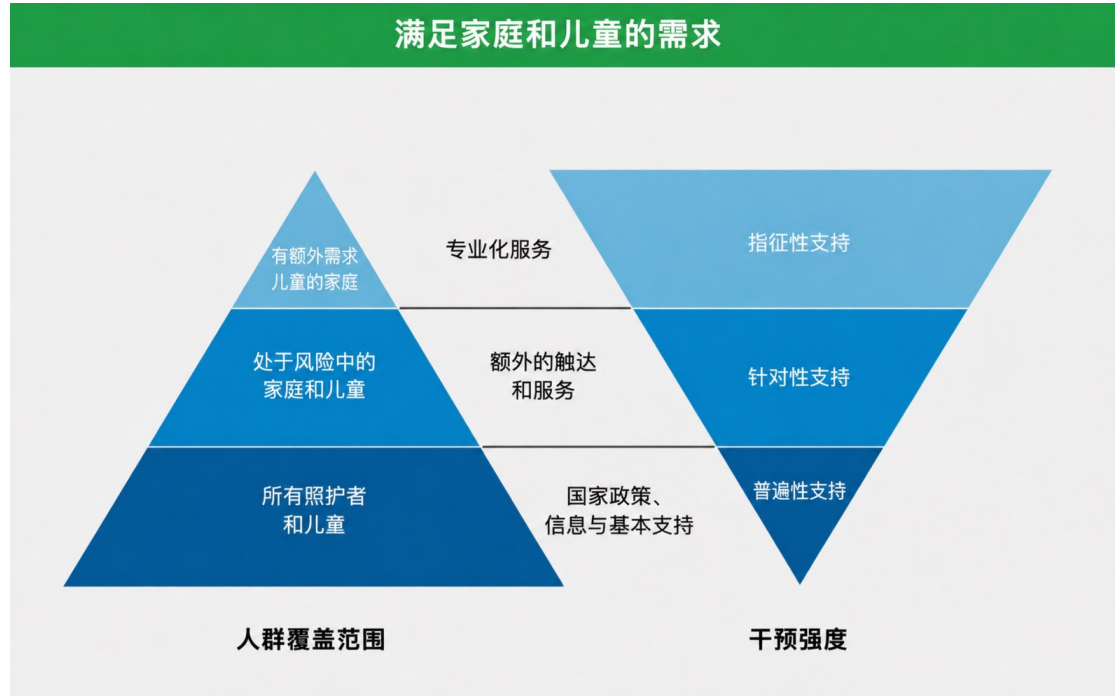 满足家庭和儿童的需求
有额外需求
儿童的家庭
专业化服务
指征性支持
处于风险中的
家庭和儿童
额外的触达
和服务
针对性支持
所有照护者
和儿童
国家政策、
信息与基本支持
普遍性支持
人群覆盖范围
干预强度